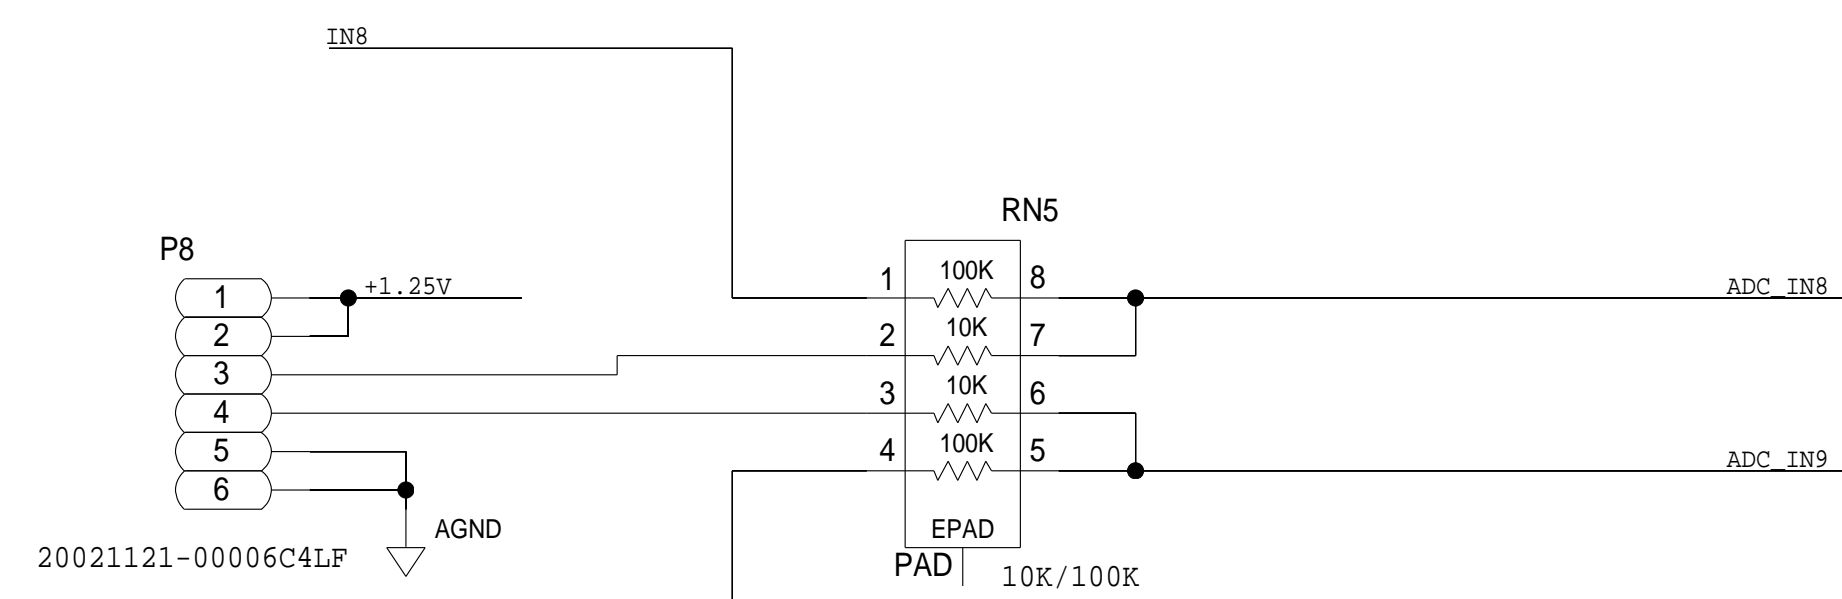 IN8
RN5
P8
1 +1.25V
2
3
4
5
6
AGND
20021121-00006C4LF
1 100K 8
2 10K 7
3 10K 6
4 100K 5
EPAD
PAD
10K/100K
ADC_IN8
ADC_IN9